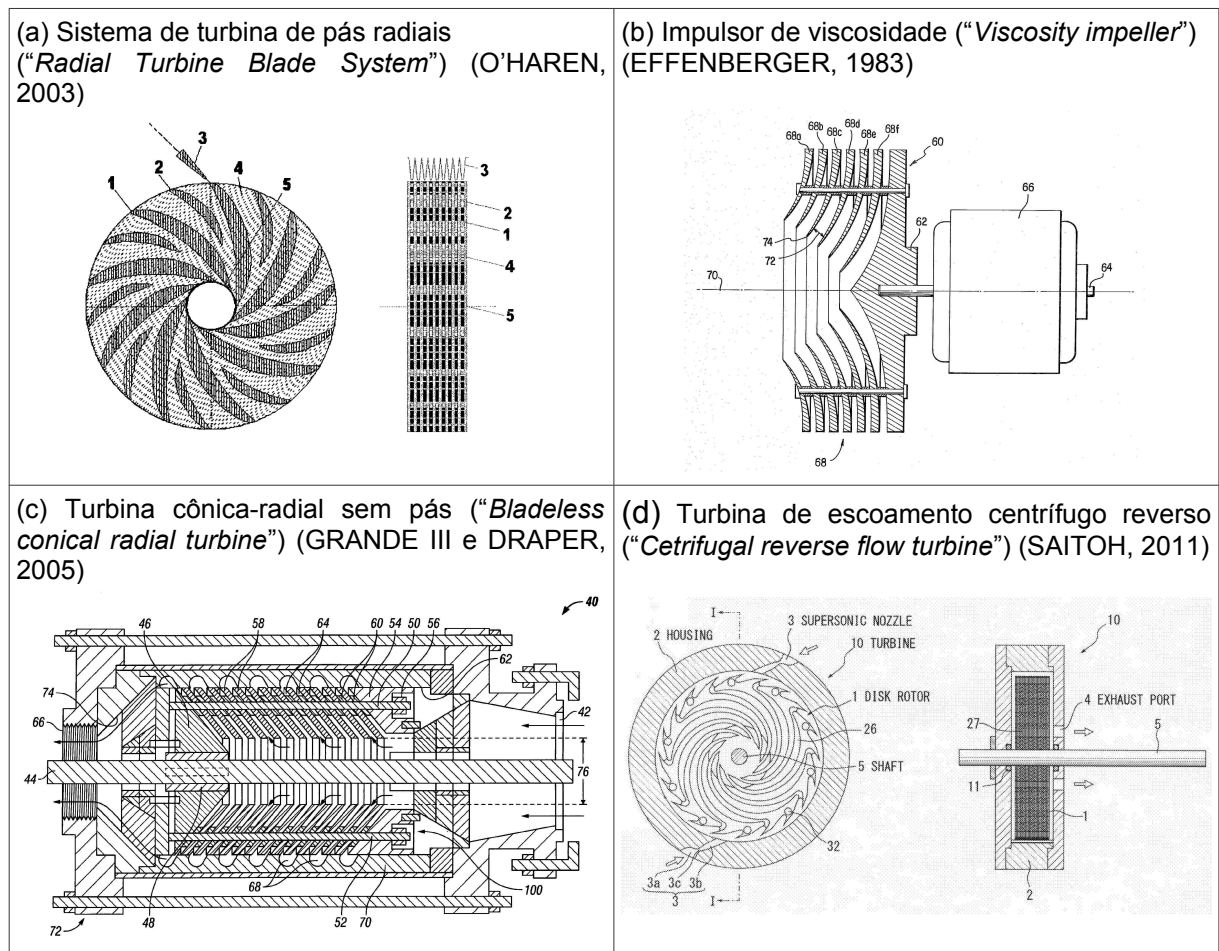 (a) Sistema de turbina de pás radiais
(“Radial Turbine Blade System”) (O’HAREN,
2003)
3
2
4
1
5
3
2
1
4
5
(b) Impulsor de viscosidade (“Viscosity impeller”)
(EFFENBERGER, 1983)
68a 68b 68c 68d 68e 68f
60
66
62
74
72
64
70
68
(c) Turbina cônica-radial sem pás (“Bladeless
conical radial turbine”) (GRANDE III e DRAPER,
2005)
40
46 58 64 60 54 50 56
62
74
66
42
44
76
72
48
68
52
70
100
(d) Turbina de escoamento centrífugo reverso
(“Cetrifugal reverse flow turbine”) (SAITOH, 2011)
I
3 SUPERSONIC NOZZLE
2 HOUSING
10 TURBINE
1 DISK ROTOR
26
5 SHAFT
32
3a 3c 3b
3
I
10
4 EXHAUST PORT
27
5
11
1
2